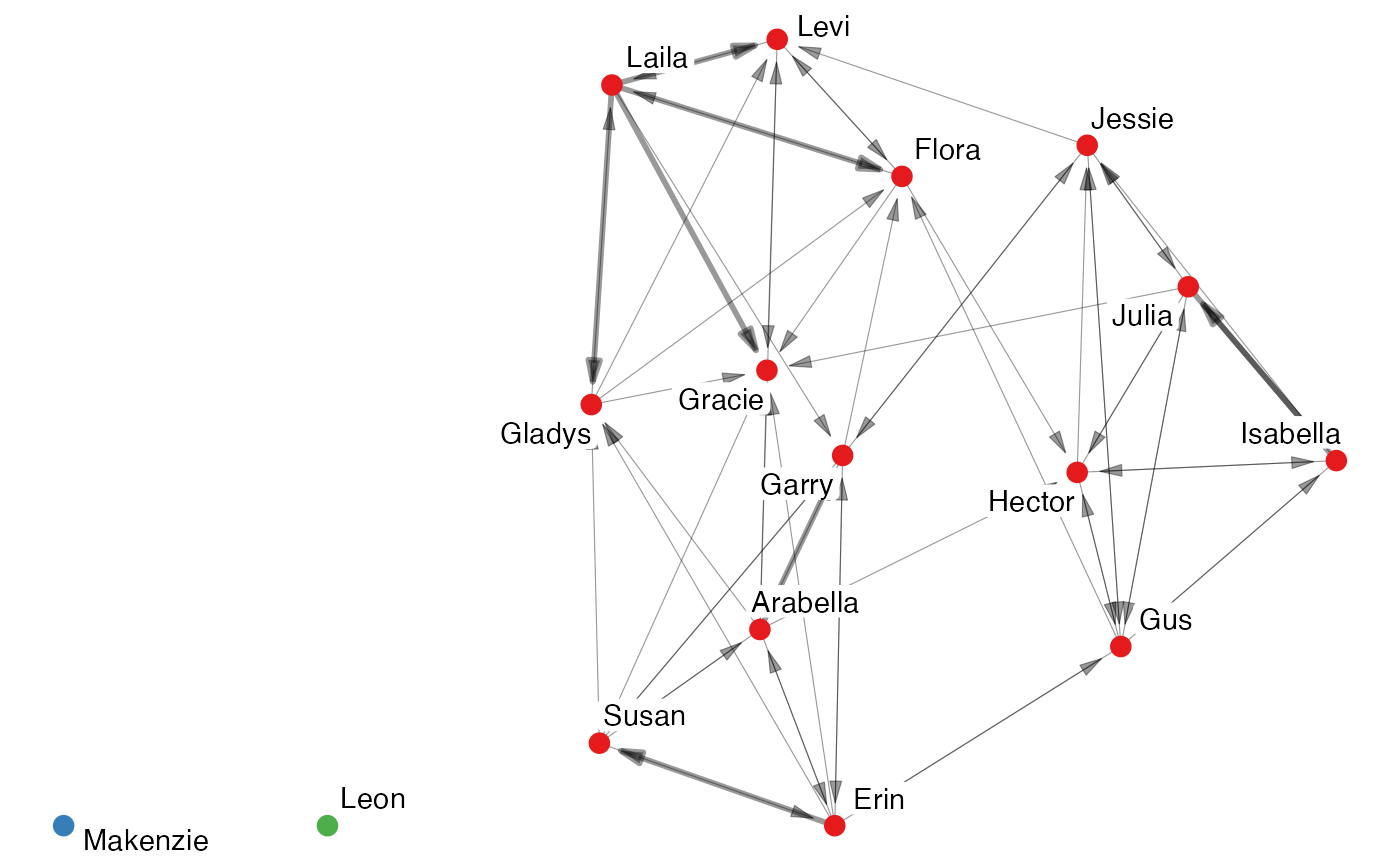 Levi
Laila
Jessie
Flora
Julia
Gracie
Gladys
Isabella
Garry
Hector
Arabella
Gus
Susan
Leon
Erin
Makenzie